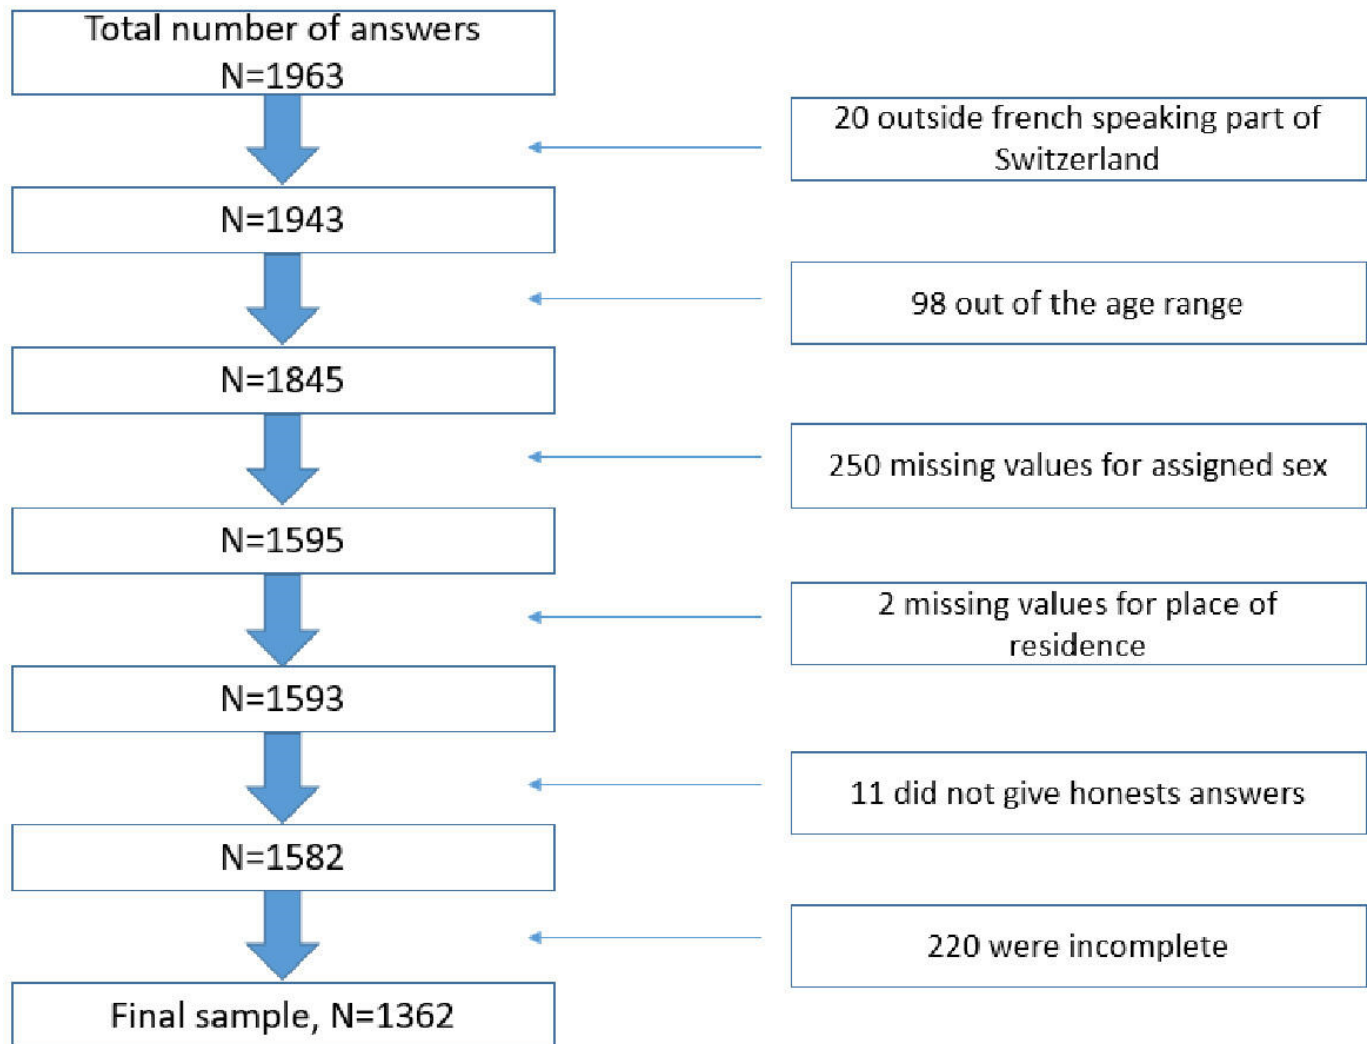 Total number of answers
N=1963
20 outside french speaking part of
Switzerland
N=1943
98 out of the age range
N=1845
250 missing values for assigned sex
N=1595
2 missing values for place of
residence
N=1593
11 did not give honests answers
N=1582
220 were incomplete
Final sample, N=1362